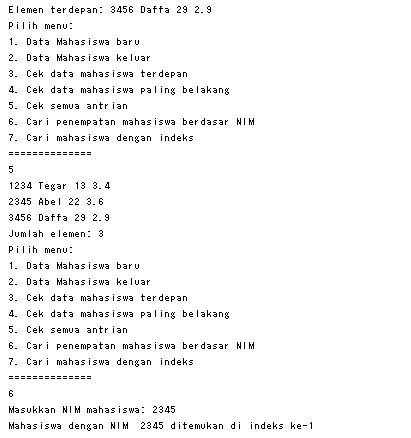 Elemen terdepan: 3456 Daffa 29 2.9
Pilih menu:
1. Data Mahasiswa baru
2. Data Mahasiswa keluar
3. Cek data mahasiswa terdepan
4. Cek data mahasiswa paling belakang
5. Cek semua antrian
6. Cari penempatan mahasiswa berdasar NIM
7. Cari mahasiswa dengan indeks
==============
5
1234 Tegar 13 3.4
2345 Abel 22 3.6
3456 Daffa 29 2.9
Jumlah elemen: 3
Pilih menu:
1. Data Mahasiswa baru
2. Data Mahasiswa keluar
3. Cek data mahasiswa terdepan
4. Cek data mahasiswa paling belakang
5. Cek semua antrian
6. Cari penempatan mahasiswa berdasar NIM
7. Cari mahasiswa dengan indeks
==============
6
Masukkan NIM mahasiswa: 2345
Mahasiswa dengan NIM  2345 ditemukan di indeks ke-1